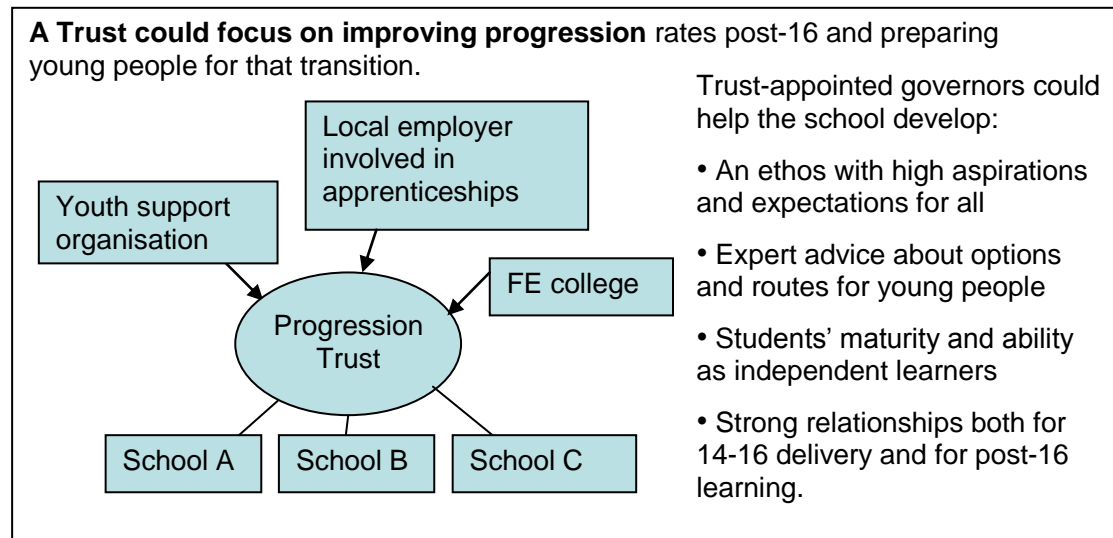 A Trust could focus on improving progression rates post-16 and preparing
young people for that transition.
Local employer
involved in
apprenticeships
Youth support
organisation
FE college
Progression
Trust
School A
School B
School C
Trust-appointed governors could
help the school develop:
• An ethos with high aspirations
and expectations for all
• Expert advice about options
and routes for young people
• Students’ maturity and ability
as independent learners
• Strong relationships both for
14-16 delivery and for post-16
learning.